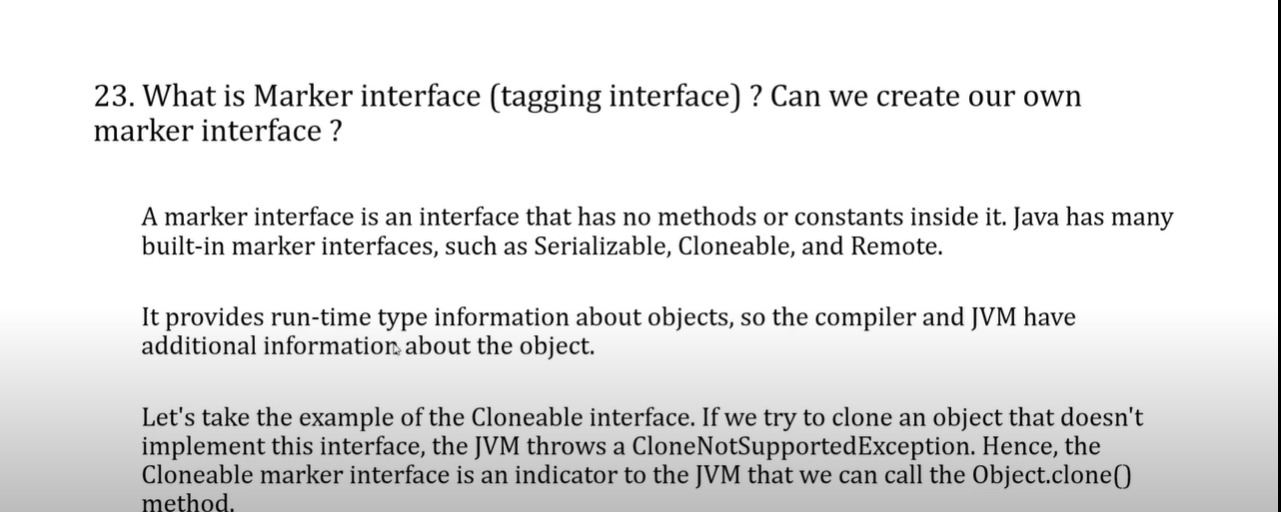 23. What is Marker interface (tagging interface) ? Can we create our own
marker interface ?
A marker interface is an interface that has no methods or constants inside it. Java has many
built-in marker interfaces, such as Serializable, Cloneable, and Remote.
It provides run-time type information about objects, so the compiler and JVM have
additional information about the object.
Let's take the example of the Cloneable interface. If we try to clone an object that doesn't
implement this interface, the JVM throws a CloneNotSupportedException. Hence, the
Cloneable marker interface is an indicator to the JVM that we can call the Object.clone()
method.